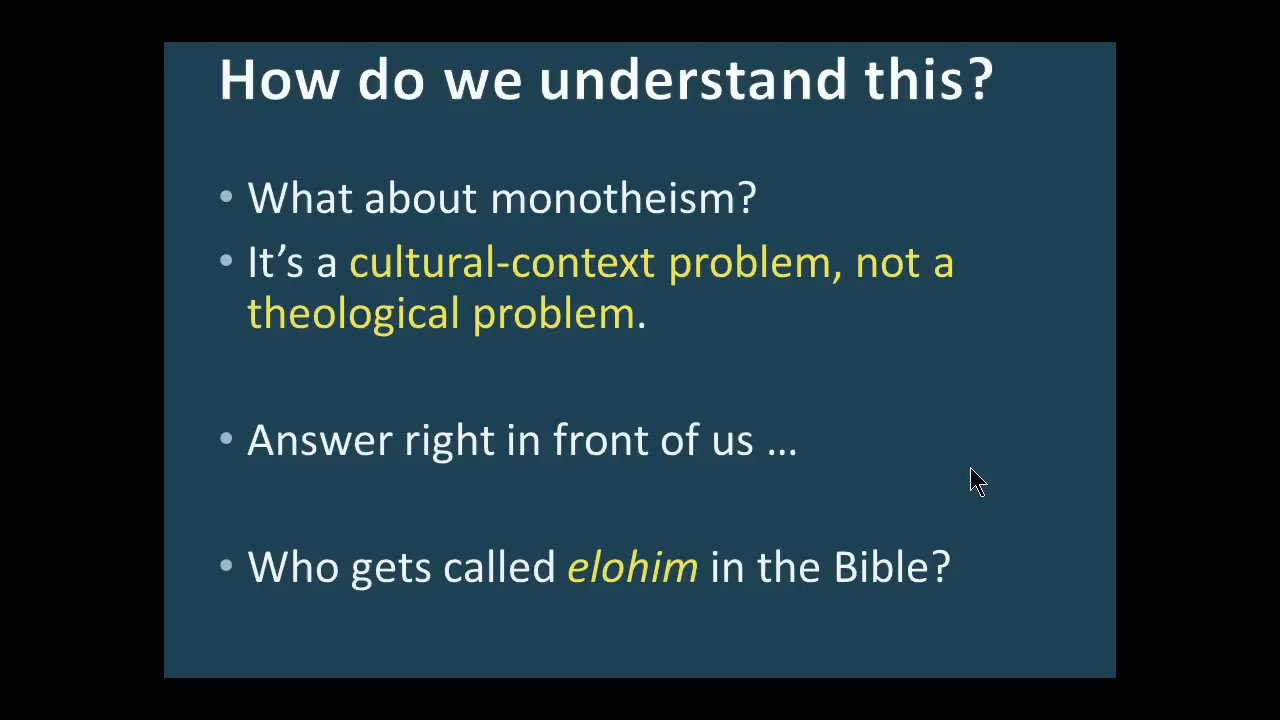 How do we understand this?
• What about monotheism?
• It’s a cultural-context problem, not a
theological problem.
• Answer right in front of us …
• Who gets called elohim in the Bible?